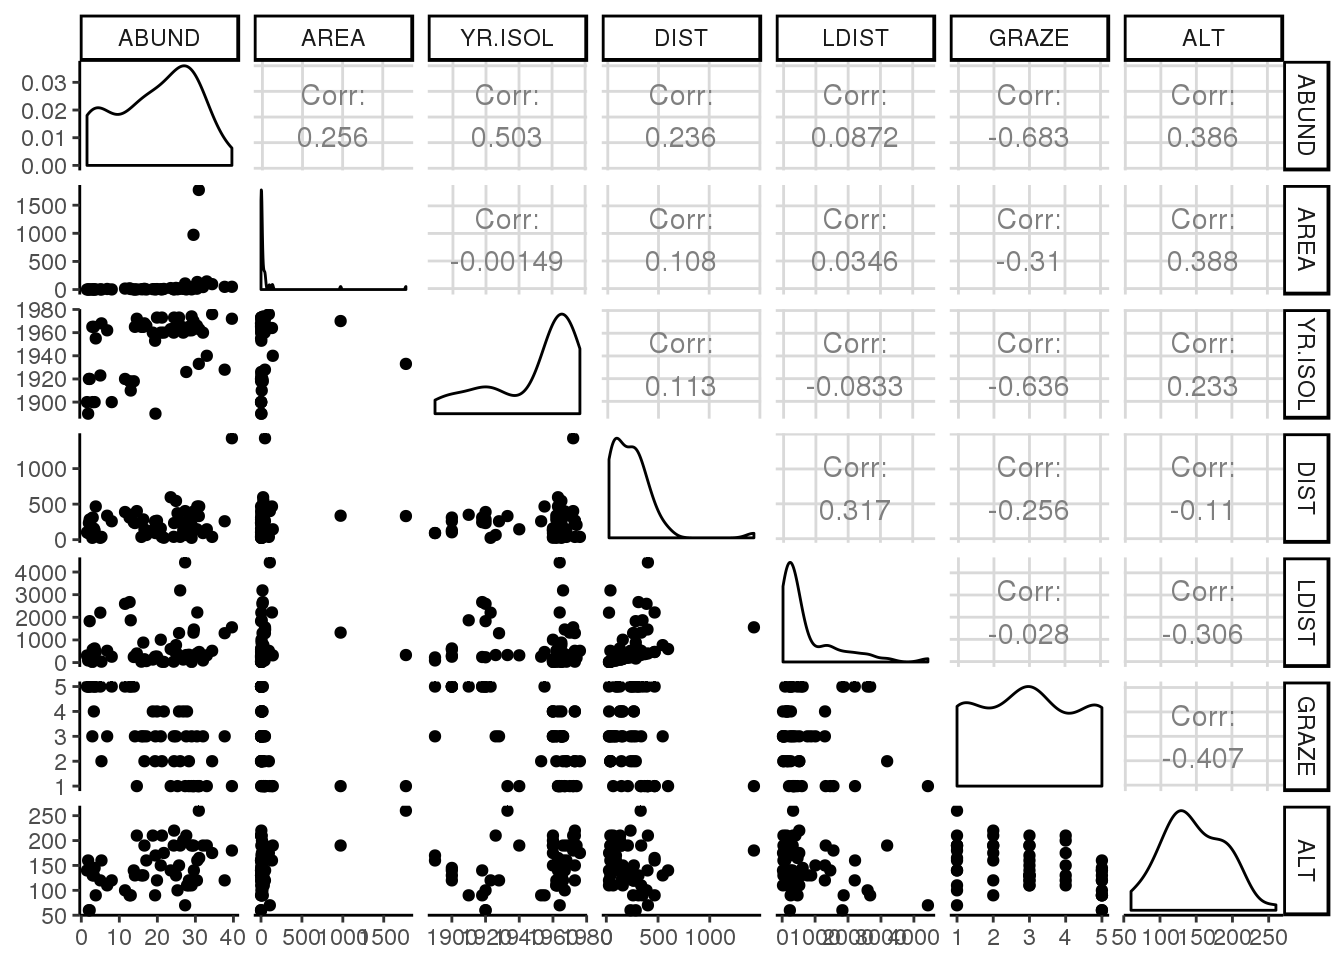 ABUND AREA YR.ISOL DIST LDIST GRAZE ALT
0.03
0.02
0.01
0.00
Corr: Corr: Corr: Corr: Corr: Corr:
0.256 0.503 0.236 0.0872 -0.683 0.386
ABUND
1500
1000
500
0
Corr: Corr: Corr: Corr: Corr:
-0.00149 0.108 0.0346 -0.31 0.388
AREA
1980
1960
1940
1920
1900
Corr: Corr: Corr: Corr:
0.113 -0.0833 -0.636 0.233
YR.ISOL
1000
500
0
Corr: Corr: Corr:
0.317 -0.256 -0.11
DIST
4000
3000
2000
1000
0
Corr: Corr:
-0.028 -0.306
LDIST
5
4
3
2
1
Corr:
-0.407
GRAZE
250
200
150
100
50
ALT
0 10 20 30 40 0 500 1000 1500 1900 1920 1940 1960 1980 0 500 1000 0 1000 2000 3000 4000 1 2 3 4 5 50 100 150 200 250